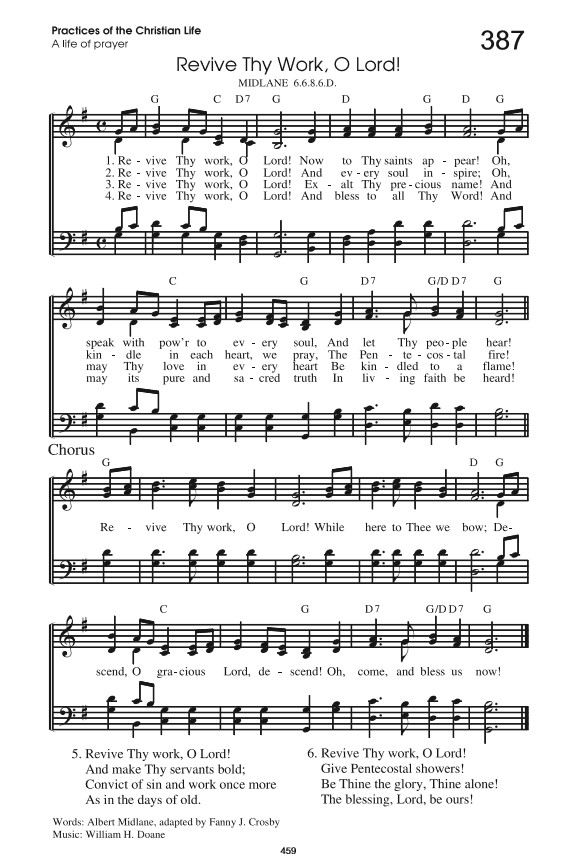 Practices of the Christian Life
A life of prayer
387
Revive Thy Work, O Lord!
MIDLANE 6.6.8.6.D.
G C D7 G D G D G
1. Re - vive Thy work, O Lord! Now to Thy saints ap - pear! Oh,
2. Re - vive Thy work, O Lord! And ev - ery soul in - spire; Oh,
3. Re - vive Thy work, O Lord! Ex - alt Thy pre - cious name! And
4. Re - vive Thy work, O Lord! And bless to all Thy Word! And
C G D7 G/D D7 G
speak with pow'r to ev - ery soul, And let Thy peo - ple hear!
kin - dle in each heart, we pray, The Pen - te - cos - tal fire!
may Thy love in ev - ery heart Be kin - dled to a flame!
may its pure and sa - cred truth In liv - ing faith be heard!
Chorus
G D G
Re - vive Thy work, O Lord! While here to Thee we bow; De-
C G D7 G/D D7 G
scend, O gra - cious Lord, de - scend! Oh, come, and bless us now!
5. Revive Thy work, O Lord!
And make Thy servants bold;
Convict of sin and work once more
As in the days of old.
6. Revive Thy work, O Lord!
Give Pentecostal showers!
Be Thine the glory, Thine alone!
The blessing, Lord, be ours!
Words: Albert Midlane, adapted by Fanny J. Crosby
Music: William H. Doane
459